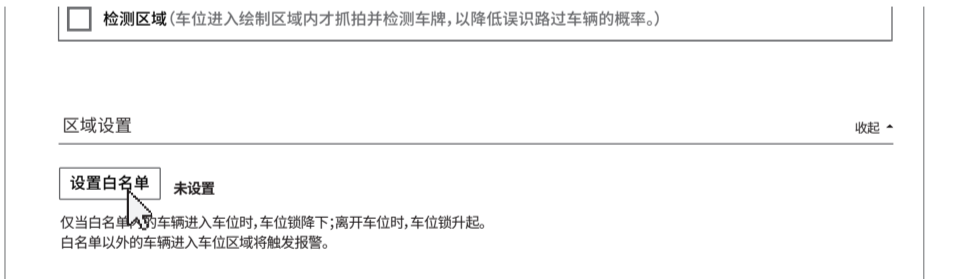 检测区域(车位进入绘制区域内才抓拍并检测车牌,以降低误识路过车辆的概率。)
区域设置
收起
设置白名单
未设置
仅当白名单的车辆进入车位时,车位锁降下;离开车位时,车位锁升起。
白名单以外的车辆进入车位区域将触发报警。